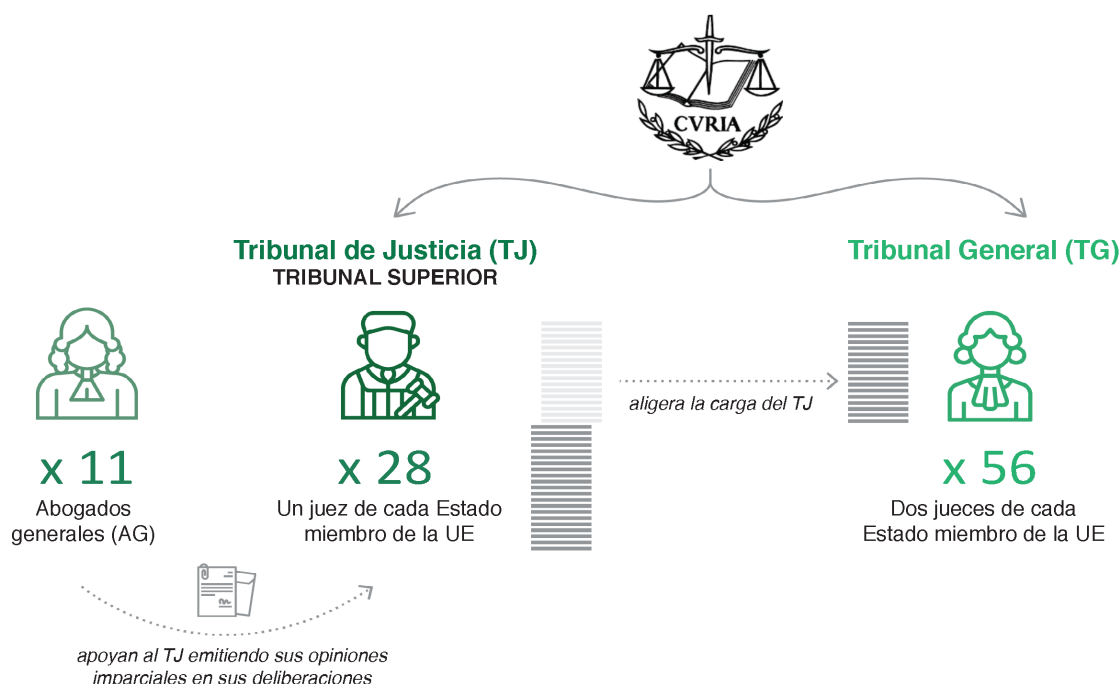 CVRIA
Tribunal de Justicia (TJ)
TRIBUNAL SUPERIOR
Tribunal General (TG)
aligera la carga del TJ
x 11
Abogados
generales (AG)
x 28
Un juez de cada Estado
miembro de la UE
x 56
Dos jueces de cada
Estado miembro de la UE
apoyan al TJ emitiendo sus opiniones
imparciales en sus deliberaciones